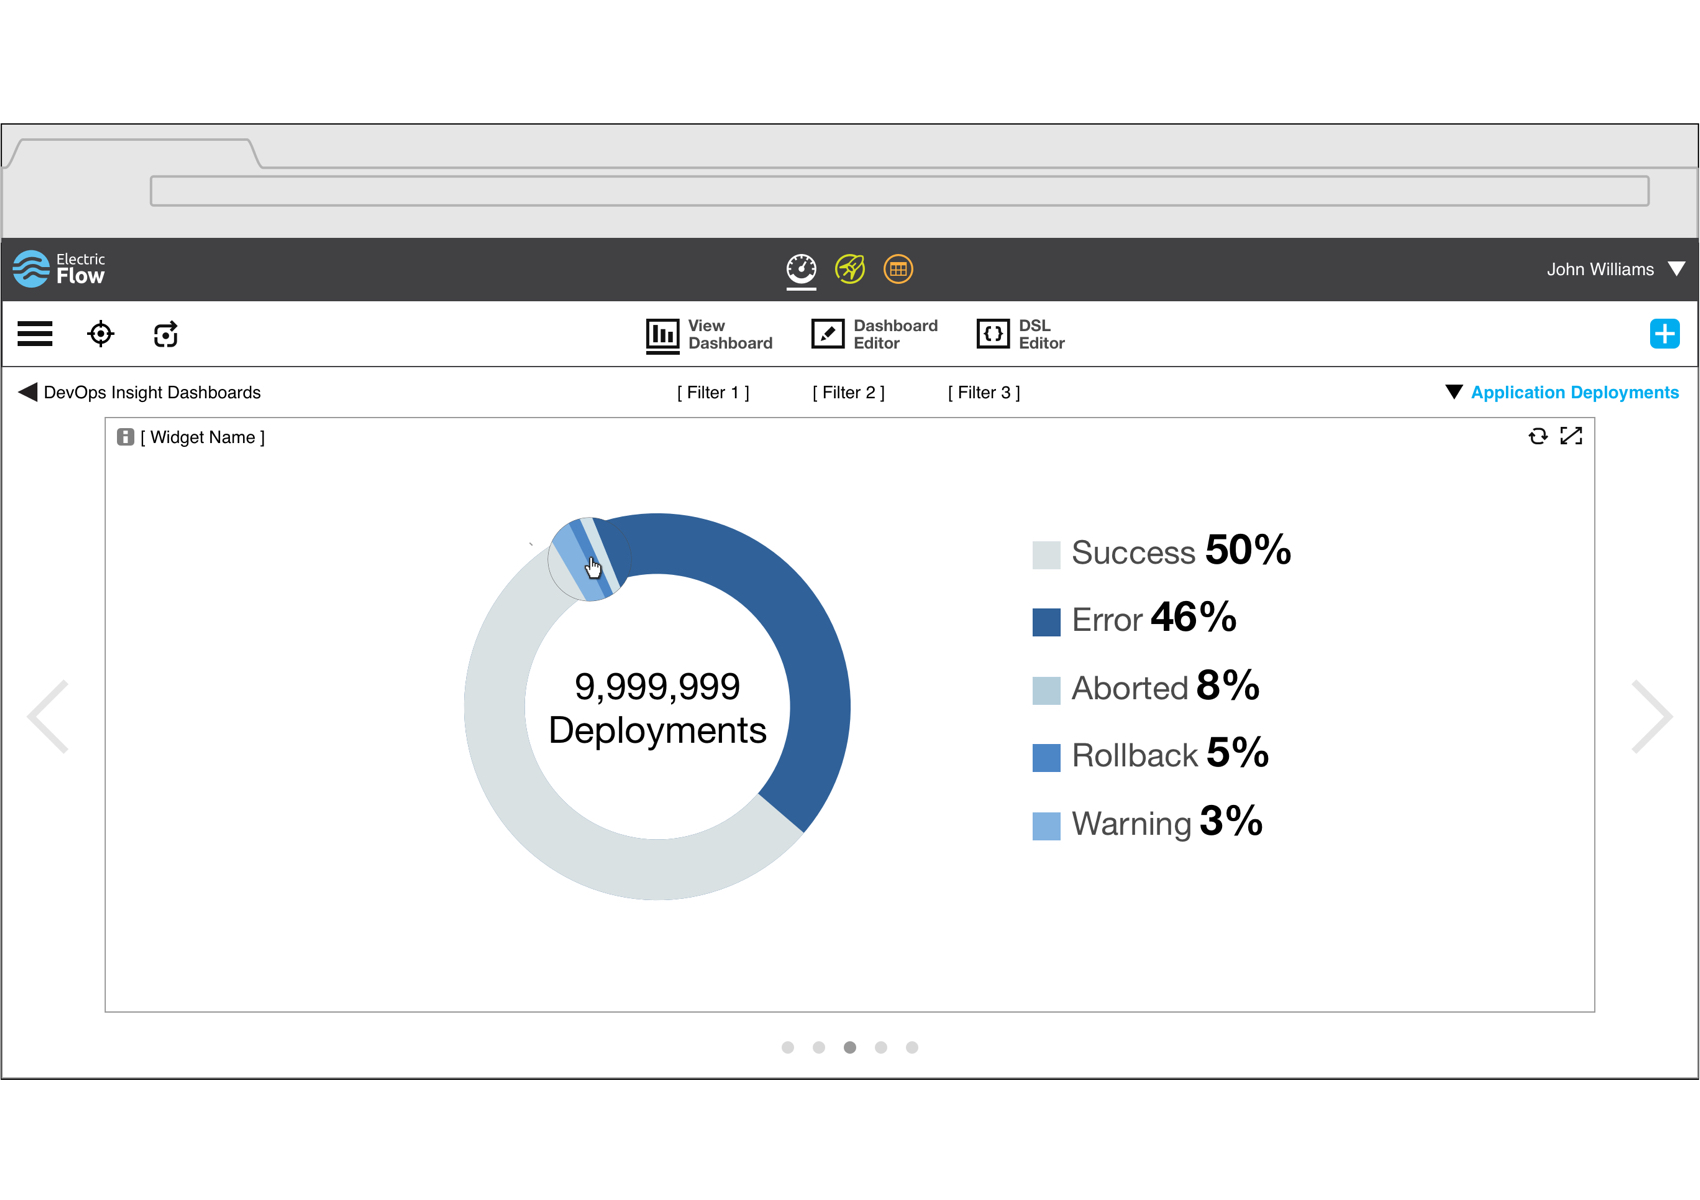 Electric
Flow
John Williams
View
Dashboard
Dashboard
Editor
DSL
Editor
DevOps Insight Dashboards
[ Filter 1 ]
[ Filter 2 ]
[ Filter 3 ]
Application Deployments
[ Widget Name ]
9,999,999
Deployments
Success 50%
Error 46%
Aborted 8%
Rollback 5%
Warning 3%